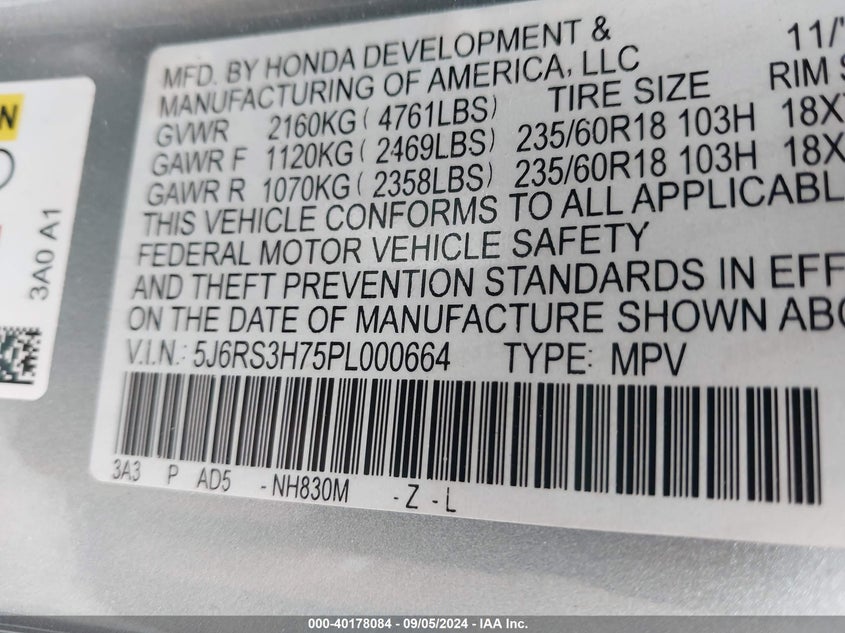 MFD. BY HONDA DEVELOPMENT & 11/
MANUFACTURING OF AMERICA, LLC
TIRE SIZE RIM
GVWR 2160KG ( 4761LBS)
GAWR F 1120KG ( 2469LBS) 235/60R18 103H 18X
GAWR R 1070KG ( 2358LBS) 235/60R18 103H 18X
THIS VEHICLE CONFORMS TO ALL APPLICABL
FEDERAL MOTOR VEHICLE SAFETY
AND THEFT PREVENTION STANDARDS IN EFF
ON THE DATE OF MANUFACTURE SHOWN ABO
V.I.N.: 5J6RS3H75PL000664 TYPE: MPV
3A3 P AD5 -NH830M -Z -L
3A0 A1
000-40178084 - 09/05/2024 - IAA Inc.